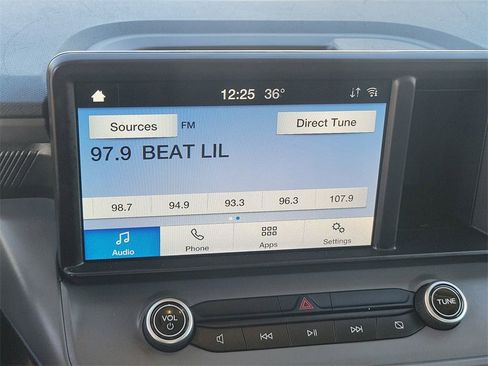 12:25 36°
Sources FM Direct Tune
97.9 BEAT LIL
98.7 94.9 93.3 96.3 107.9
Audio Phone Apps Settings
VOL
TUNE